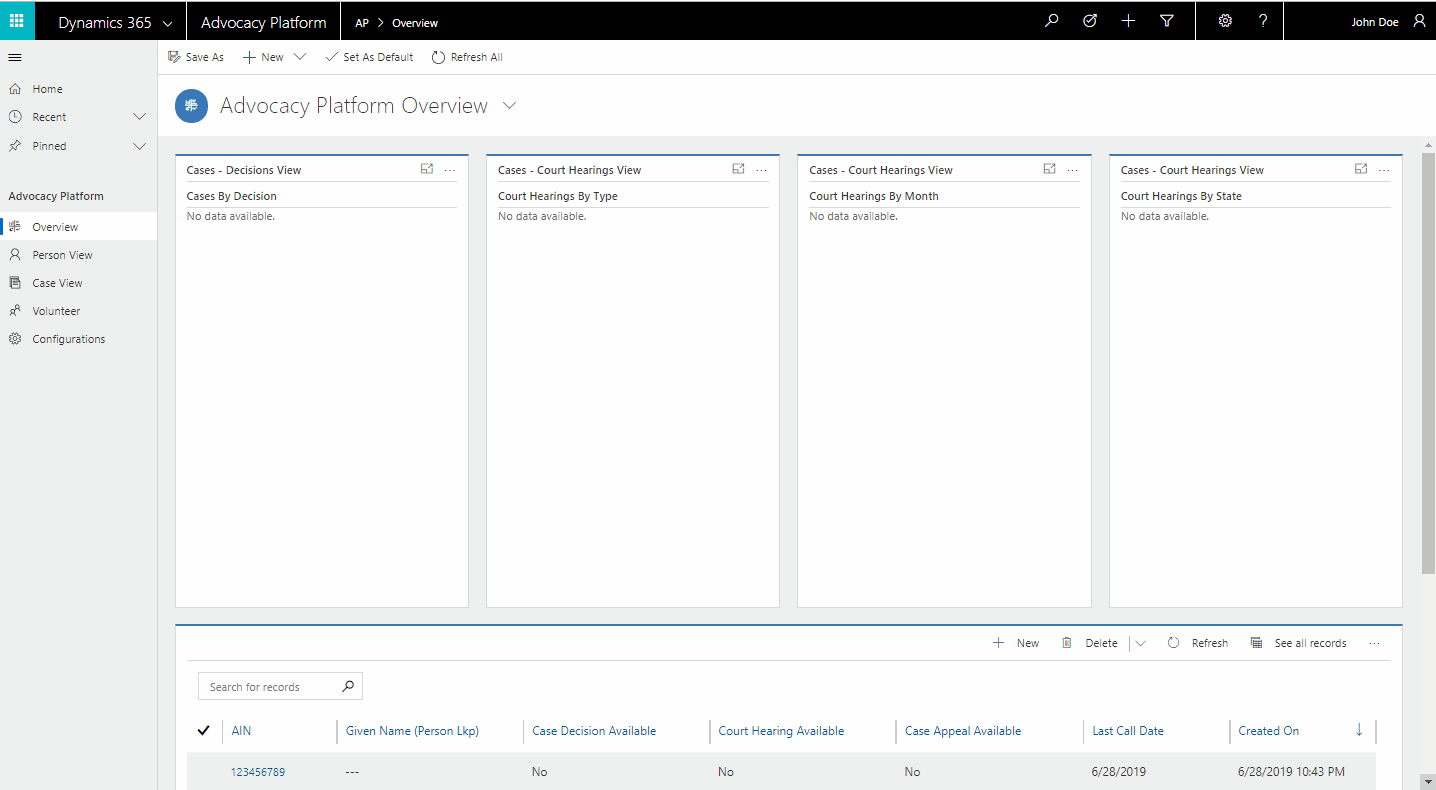 Dynamics 365 Advocacy Platform AP > Overview ? John Doe
Save As New Set As Default Refresh All
Home
Recent
Pinned
Advocacy Platform
Overview
Person View
Case View
Volunteer
Configurations
Advocacy Platform Overview
Cases - Decisions View ...
Cases By Decision
No data available.
Cases - Court Hearings View ...
Court Hearings By Type
No data available.
Cases - Court Hearings View ...
Court Hearings By Month
No data available.
Cases - Court Hearings View ...
Court Hearings By State
No data available.
New Delete Refresh See all records ...
Search for records
AIN Given Name (Person Lkp) Case Decision Available Court Hearing Available Case Appeal Available Last Call Date Created On
123456789 --- No No No 6/28/2019 6/28/2019 10:43 PM